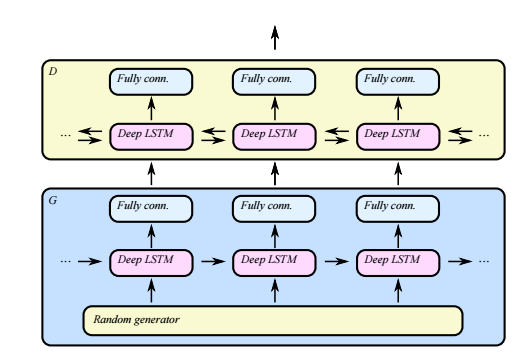 D
Fully conn. Fully conn. Fully conn.
... Deep LSTM Deep LSTM Deep LSTM ...
G
Fully conn. Fully conn. Fully conn.
... Deep LSTM Deep LSTM Deep LSTM ...
Random generator